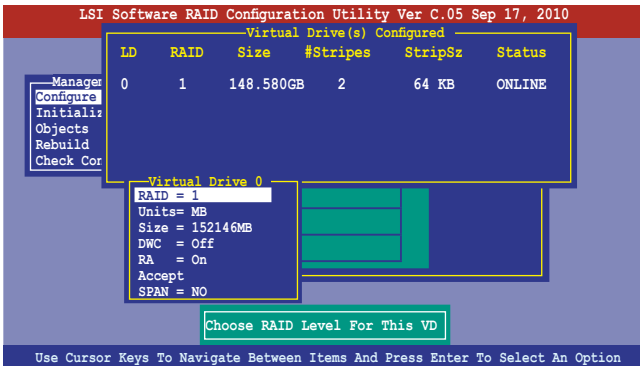 LSI Software RAID Configuration Utility Ver C.05 Sep 17, 2010
Virtual Drive(s) Configured
LD RAID Size #Stripes StripSz Status
0 1 148.580GB 2 64 KB ONLINE
Managem
Configure
Initializ
Objects
Rebuild
Check Con
Virtual Drive 0
RAID = 1
Units= MB
Size = 152146MB
DWC = Off
RA = On
Accept
SPAN = NO
Choose RAID Level For This VD
Use Cursor Keys To Navigate Between Items And Press Enter To Select An Option